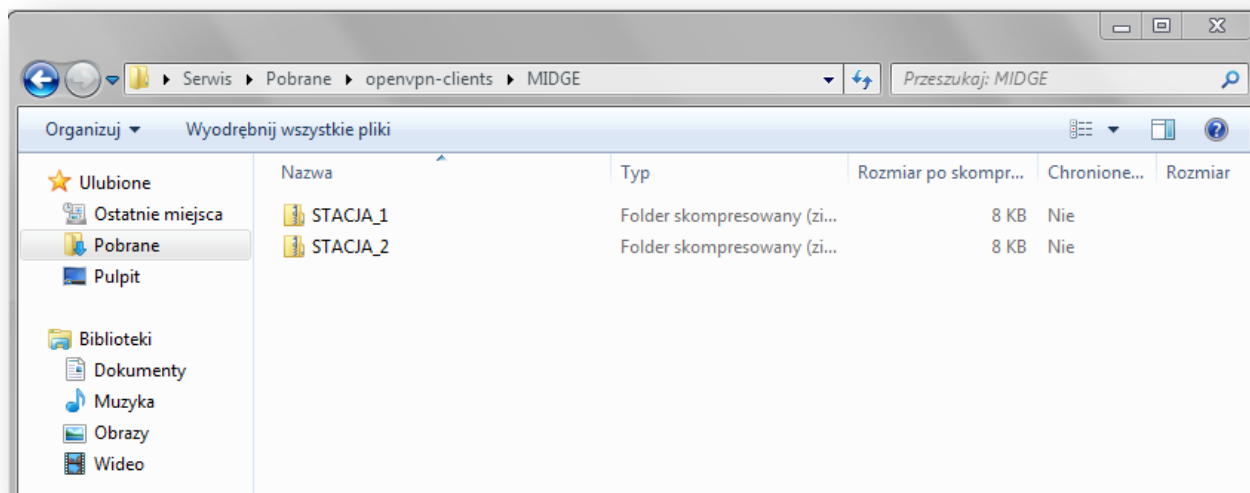 Serwis Pobrane openvpn-clients MIDGE Przeszukaj: MIDGE
Organizuj Wyodrębnij wszystkie pliki
Nazwa Typ Rozmiar po skompr... Chronione... Rozmiar
Ulubione
Ostatnie miejsca
Pobrane
Pulpit
Biblioteki
Dokumenty
Muzyka
Obrazy
Wideo
STACJA_1 Folder skompresowany (zi... 8 KB Nie
STACJA_2 Folder skompresowany (zi... 8 KB Nie